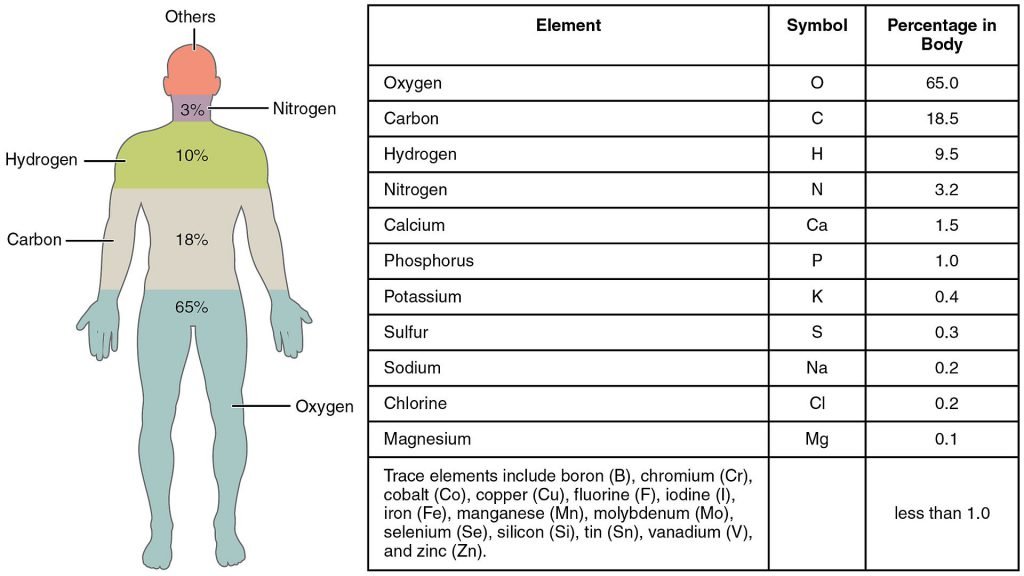 Others
3%
Nitrogen
Hydrogen
10%
Carbon
18%
65%
Oxygen
Element Symbol Percentage in
Body
Oxygen O 65.0
Carbon C 18.5
Hydrogen H 9.5
Nitrogen N 3.2
Calcium Ca 1.5
Phosphorus P 1.0
Potassium K 0.4
Sulfur S 0.3
Sodium Na 0.2
Chlorine Cl 0.2
Magnesium Mg 0.1
Trace elements include boron (B), chromium (Cr),
cobalt (Co), copper (Cu), fluorine (F), iodine (I),
iron (Fe), manganese (Mn), molybdenum (Mo),
selenium (Se), silicon (Si), tin (Sn), vanadium (V),
and zinc (Zn).
less than 1.0